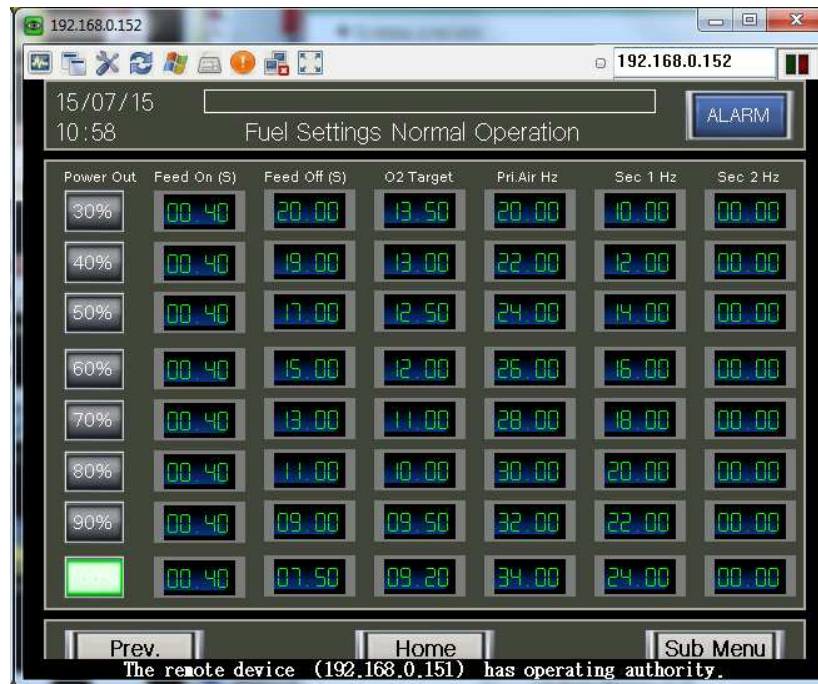 192.168.0.152
192.168.0.152
15/07/15
10:58 Fuel Settings Normal Operation ALARM
Power Out Feed On (S) Feed Off (S) O2 Target Pri.Air Hz Sec 1 Hz Sec 2 Hz
30% 00.40 20.00 13.50 20.00 10.00 00.00
40% 00.40 19.00 13.00 22.00 12.00 00.00
50% 00.40 17.00 12.50 24.00 14.00 00.00
60% 00.40 15.00 12.00 26.00 16.00 00.00
70% 00.40 13.00 11.00 28.00 18.00 00.00
80% 00.40 11.00 10.00 30.00 20.00 00.00
90% 00.40 09.00 09.50 32.00 22.00 00.00
00.40 07.50 09.20 34.00 24.00 00.00
Prev. Home Sub Menu
The remote device (192.168.0.151) has operating authority.